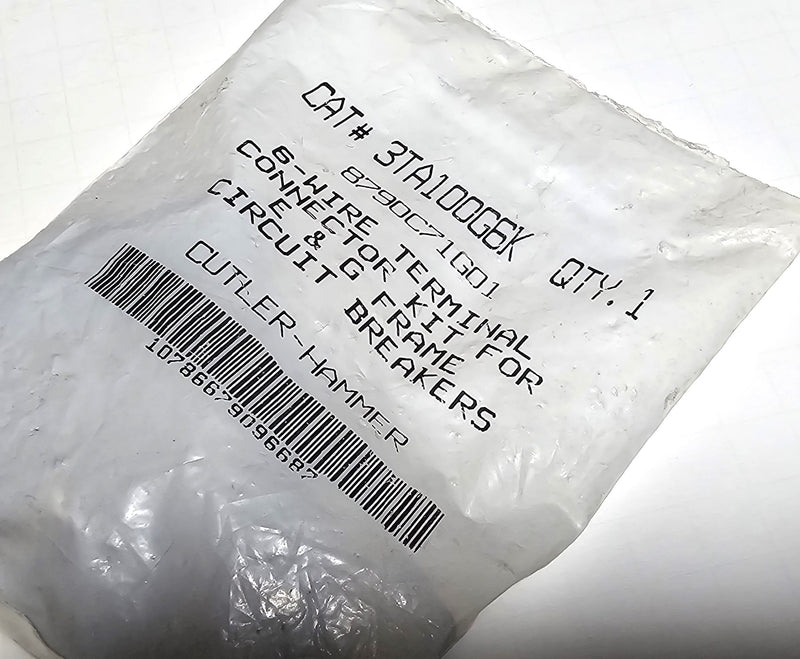 CAT# 3TA100G6K QTY.1
8790C71G01
6-WIRE TERMINAL
CONNECTOR KIT FOR
E & G FRAME
CIRCUIT BREAKERS
CUTLER-HAMMER
10786679096687